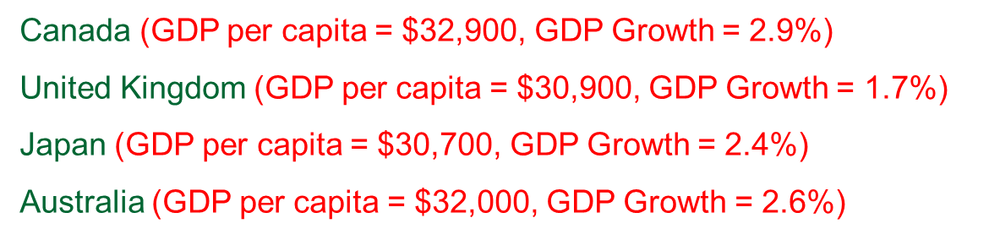 Canada (GDP per capita = $32,900, GDP Growth = 2.9%)
United Kingdom (GDP per capita = $30,900, GDP Growth = 1.7%)
Japan (GDP per capita = $30,700, GDP Growth = 2.4%)
Australia (GDP per capita = $32,000, GDP Growth = 2.6%)